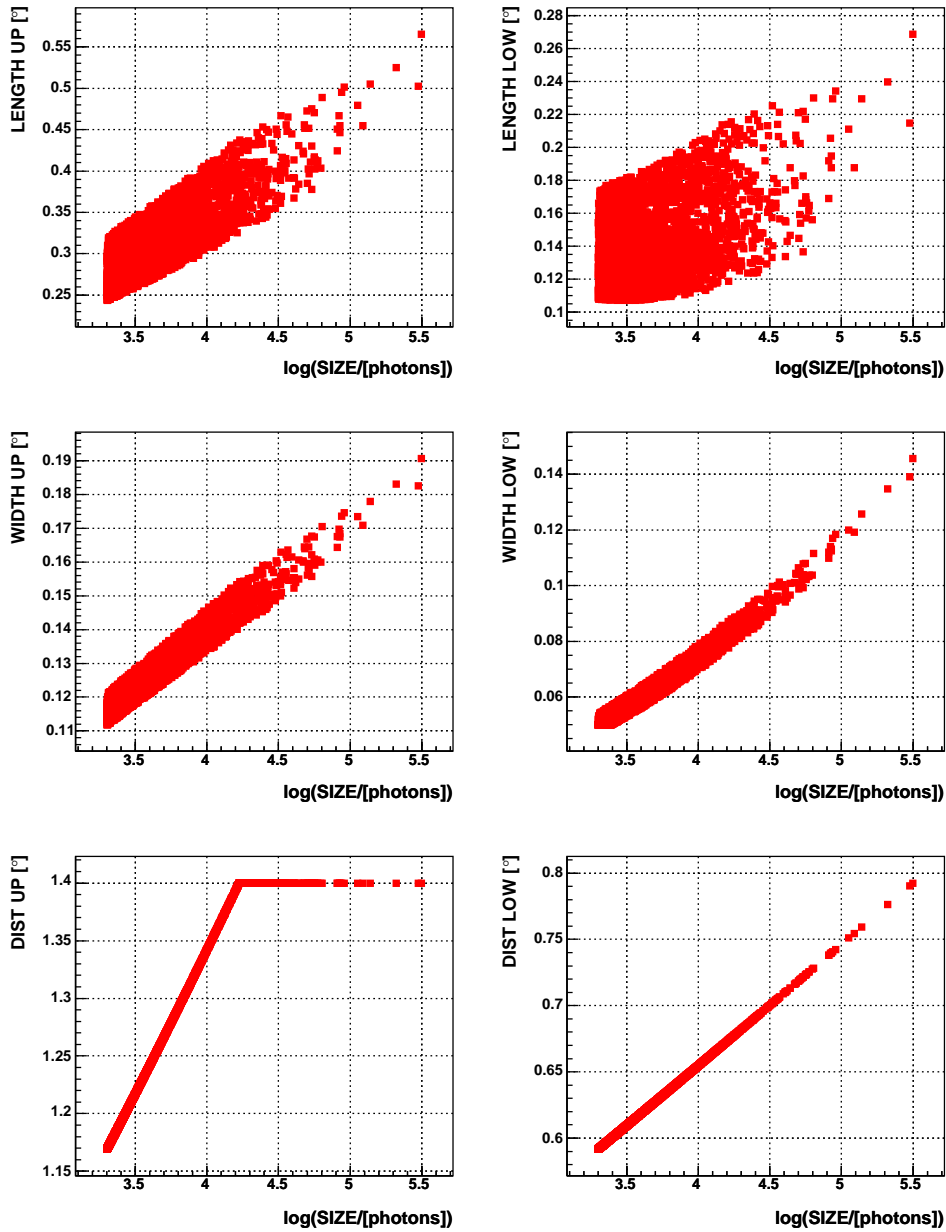 LENGTH UP [°]
0.55
0.5
0.45
0.4
0.35
0.3
0.25
3.5 4 4.5 5 5.5
log(SIZE/[photons])
LENGTH LOW [°]
0.28
0.26
0.24
0.22
0.2
0.18
0.16
0.14
0.12
0.1
3.5 4 4.5 5 5.5
log(SIZE/[photons])
WIDTH UP [°]
0.19
0.18
0.17
0.16
0.15
0.14
0.13
0.12
0.11
3.5 4 4.5 5 5.5
log(SIZE/[photons])
WIDTH LOW [°]
0.14
0.12
0.1
0.08
0.06
3.5 4 4.5 5 5.5
log(SIZE/[photons])
DIST UP [°]
1.4
1.35
1.3
1.25
1.2
1.15
3.5 4 4.5 5 5.5
log(SIZE/[photons])
DIST LOW [°]
0.8
0.75
0.7
0.65
0.6
3.5 4 4.5 5 5.5
log(SIZE/[photons])